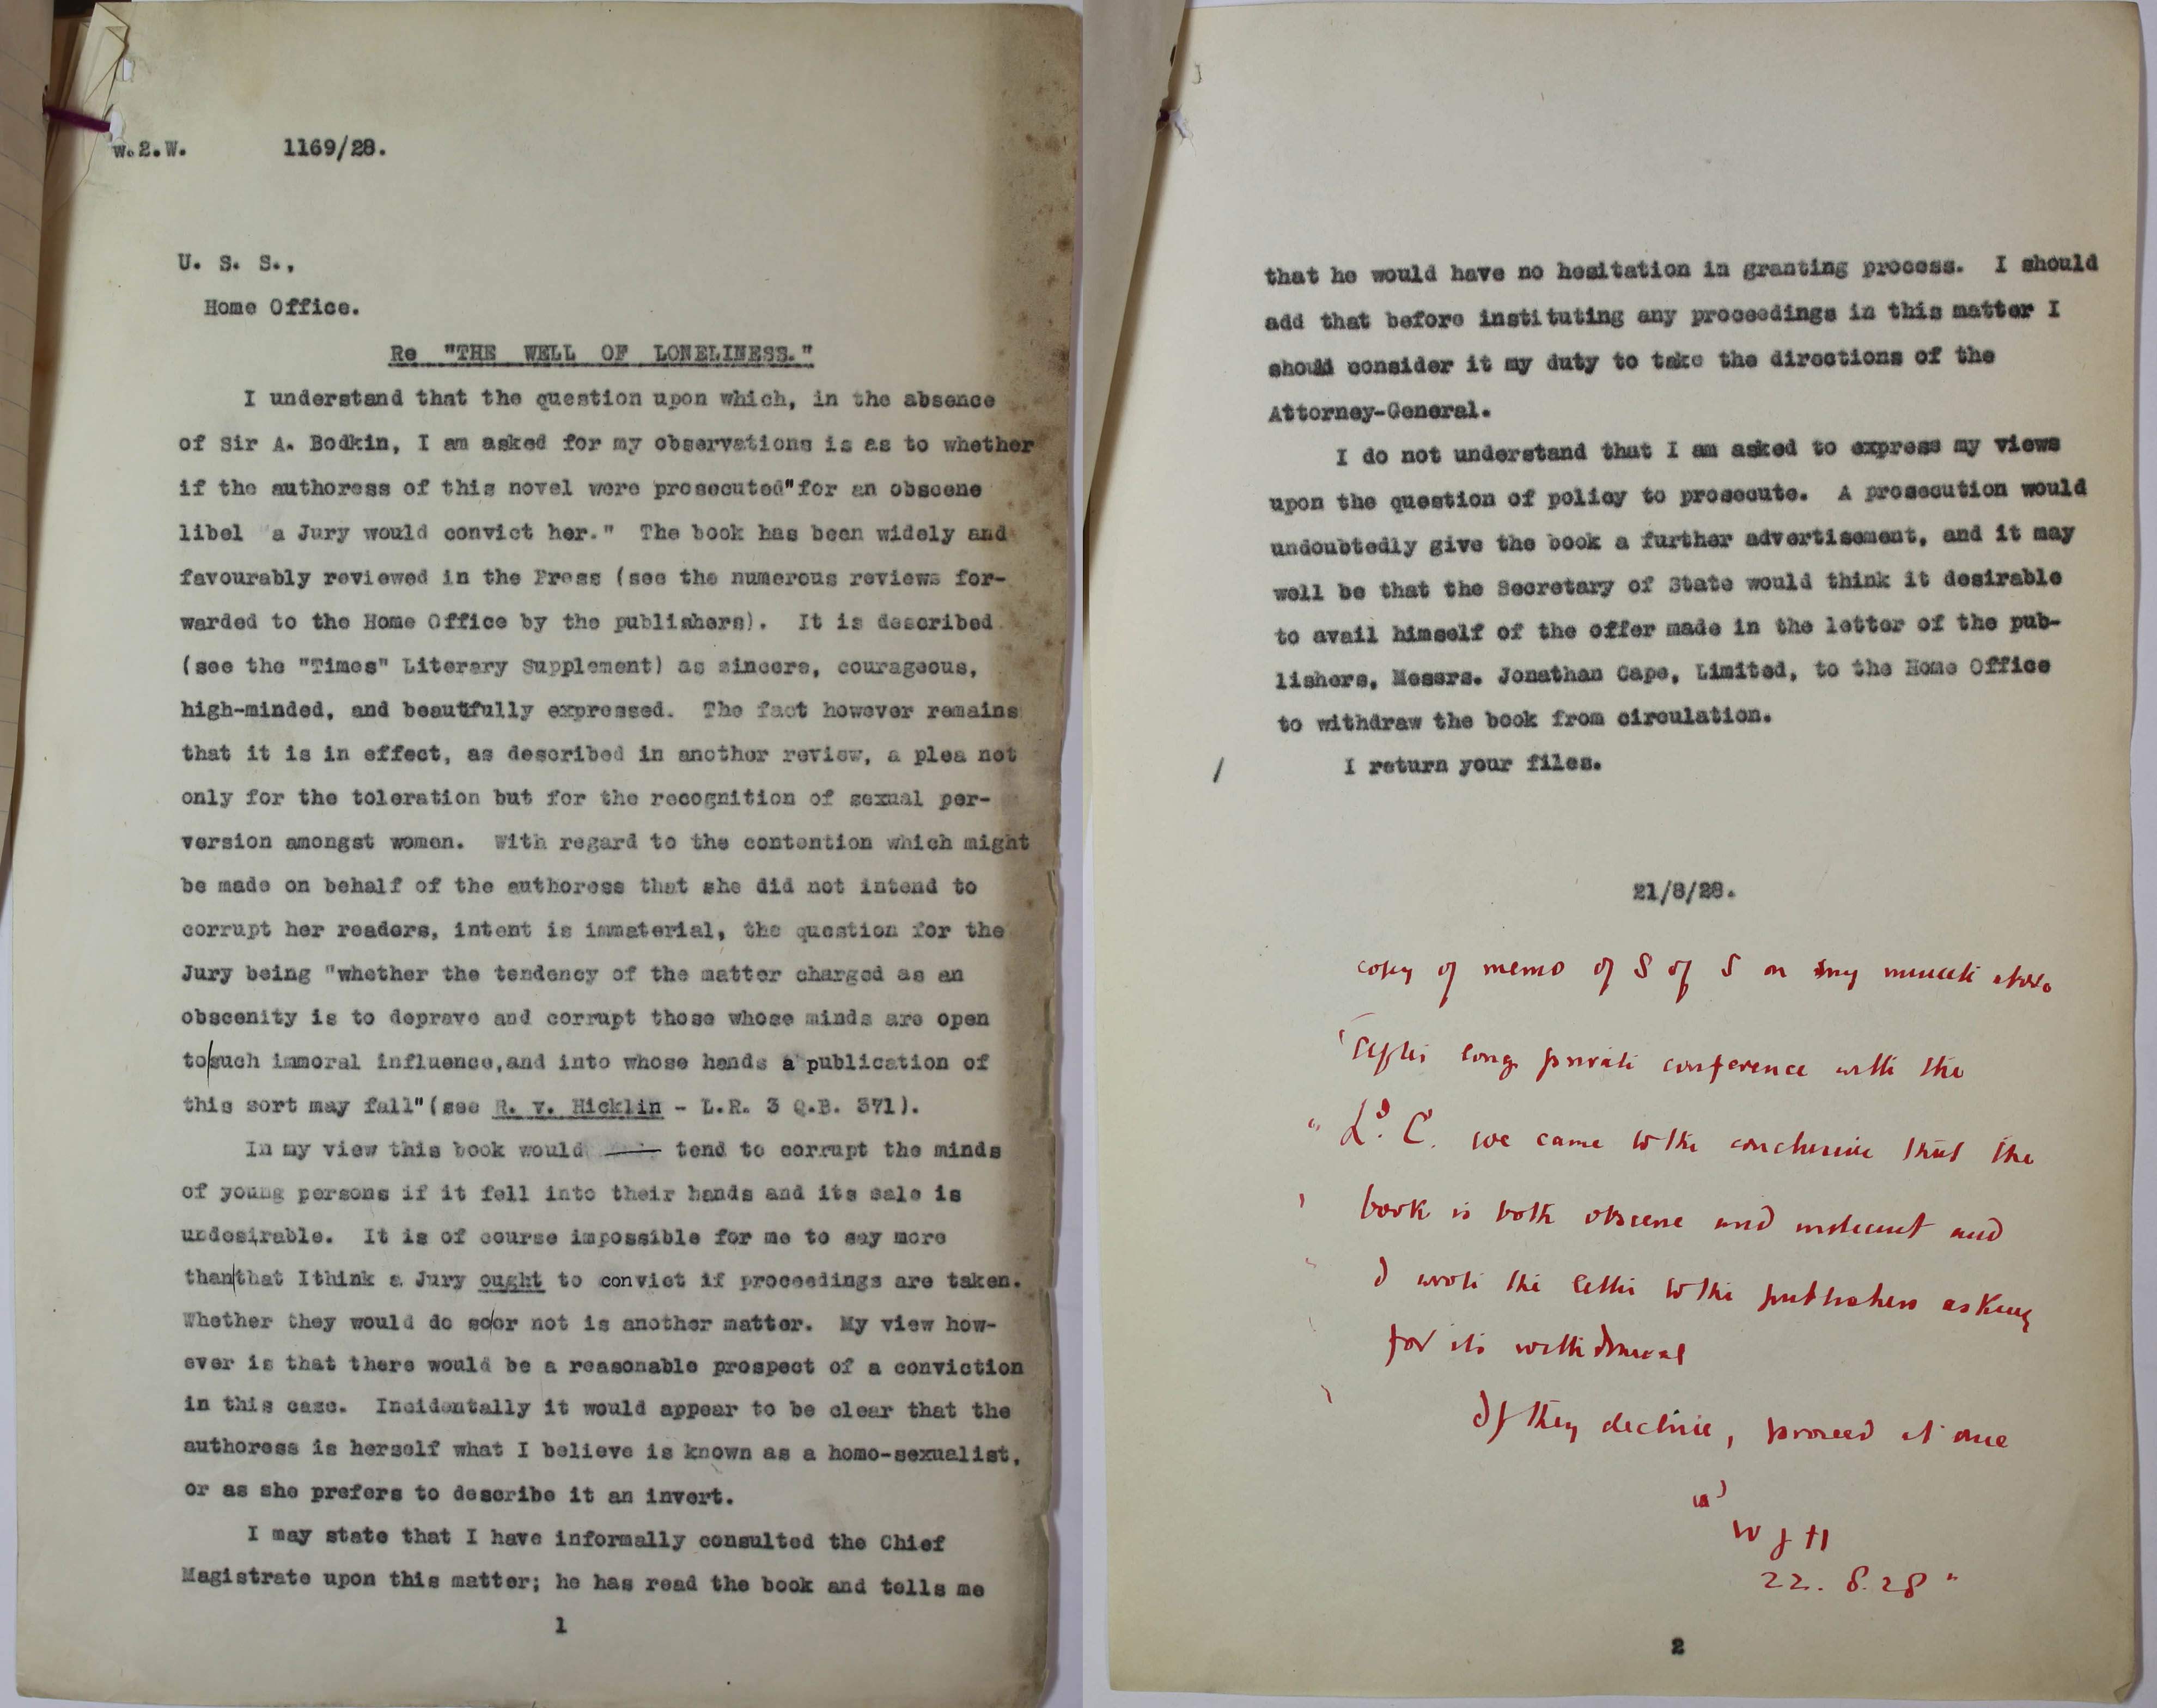 W.2.W. 1169/28.
U. S. S.,
Home Office.
Re "THE WELL OF LONELINESS."
I understand that the question upon which, in the absence
of Sir A. Bodkin, I am asked for my observations is as to whether
if the authoress of this novel were prosecuted"for an obscene
libel a Jury would convict her." The book has been widely and
favourably reviewed in the Press (see the numerous reviews for-
warded to the Home Office by the publishers). It is described
(see the "Times" Literary Supplement) as sincere, courageous,
high-minded, and beautfully expressed. The fact however remains
that it is in effect, as described in another review, a plea not
only for the toleration but for the recognition of sexual per-
version amongst women. With regard to the contention which might
be made on behalf of the authoress that she did not intend to
corrupt her readers, intent is immaterial, the question for the
Jury being "whether the tendency of the matter charged as an
obscenity is to deprave and corrupt those whose minds are open
to|such immoral influence,and into whose hands a publication of
this sort may fall"(see R. v. Hicklin - L.R. 3 Q.B. 371).
In my view this book would tend to corrupt the minds
of young persons if it fell into their hands and its sale is
undesirable. It is of course impossible for me to say more
than|that Ithink a Jury ought to convict if proceedings are taken.
Whether they would do so|or not is another matter. My view how-
ever is that there would be a reasonable prospect of a conviction
in this case. Incidentally it would appear to be clear that the
authoress is herself what I believe is known as a homo-sexualist,
or as she prefers to describe it an invert.
I may state that I have informally consulted the Chief
Magistrate upon this matter; he has read the book and tells me
1
that he would have no hesitation in granting process. I should
add that before instituting any proceedings in this matter I
should consider it my duty to take the directions of the
Attorney-General.
I do not understand that I am asked to express my views
upon the question of policy to prosecute. A prosecution would
undoubtedly give the book a further advertisement, and it may
well be that the Secretary of State would think it desirable
to avail himself of the offer made in the letter of the pub-
lishers, Messrs. Jonathan Cape, Limited, to the Home Office
to withdraw the book from circulation.
I return your files.
21/8/28.
copy of memo of S of S on my minute above
"After long private conference with the
" Ld. C. we came to the conclusion that the
book is both obscene and indecent and
I wrote the letter to the publishers asking
for its withdrawal
If they decline, proceed at once
W J H
22. 8. 28 "
2